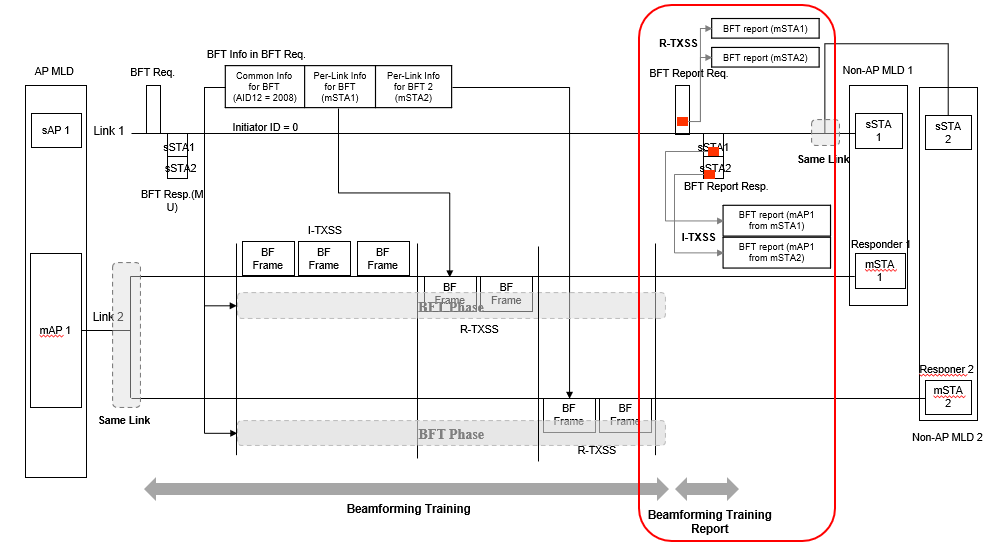 R-TXSS
BFT report (mSTA1)
BFT report (mSTA2)
BFT Info in BFT Req.
AP MLD
BFT Req.
BFT Report Req.
Non-AP MLD 1
Common Info
for BFT
(AID12 = 2008)
Per-Link Info
for BFT
(mSTA1)
Per-Link Info
for BFT 2
(mSTA2)
sAP 1
Link 1
Initiator ID = 0
sSTA
1
sSTA
2
sSTA1
sSTA2
sSTA1
sSTA2
Same Link
BFT Resp.(M
U)
BFT Report Resp.
BFT report (mAP1
from mSTA1)
I-TXSS
BFT report (mAP1
from mSTA2)
I-TXSS
BF
Frame
BF
Frame
BF
Frame
Responder 1
mSTA
1
BF
Frame
BF
Frame
BFT Phase
Link 2
mAP 1
R-TXSS
Responer 2
mSTA
2
Same Link
BF
Frame
BF
Frame
BFT Phase
R-TXSS
Non-AP MLD 2
Beamforming Training
Beamforming Training
Report